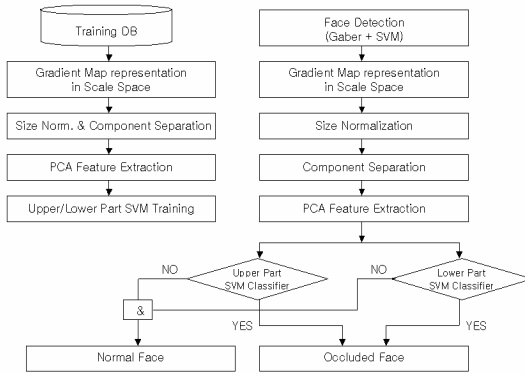 Training DB
Gradient Map representation
in Scale Space
Size Norm. & Component Separation
PCA Feature Extraction
Upper/Lower Part SVM Training
Face Detection
(Gaber + SVM)
Gradient Map representation
in Scale Space
Size Normalization
Component Separation
PCA Feature Extraction
NO
Upper Part
SVM Classifier
NO
Lower Part
SVM Classifier
&
YES
YES
Normal Face
Occluded Face